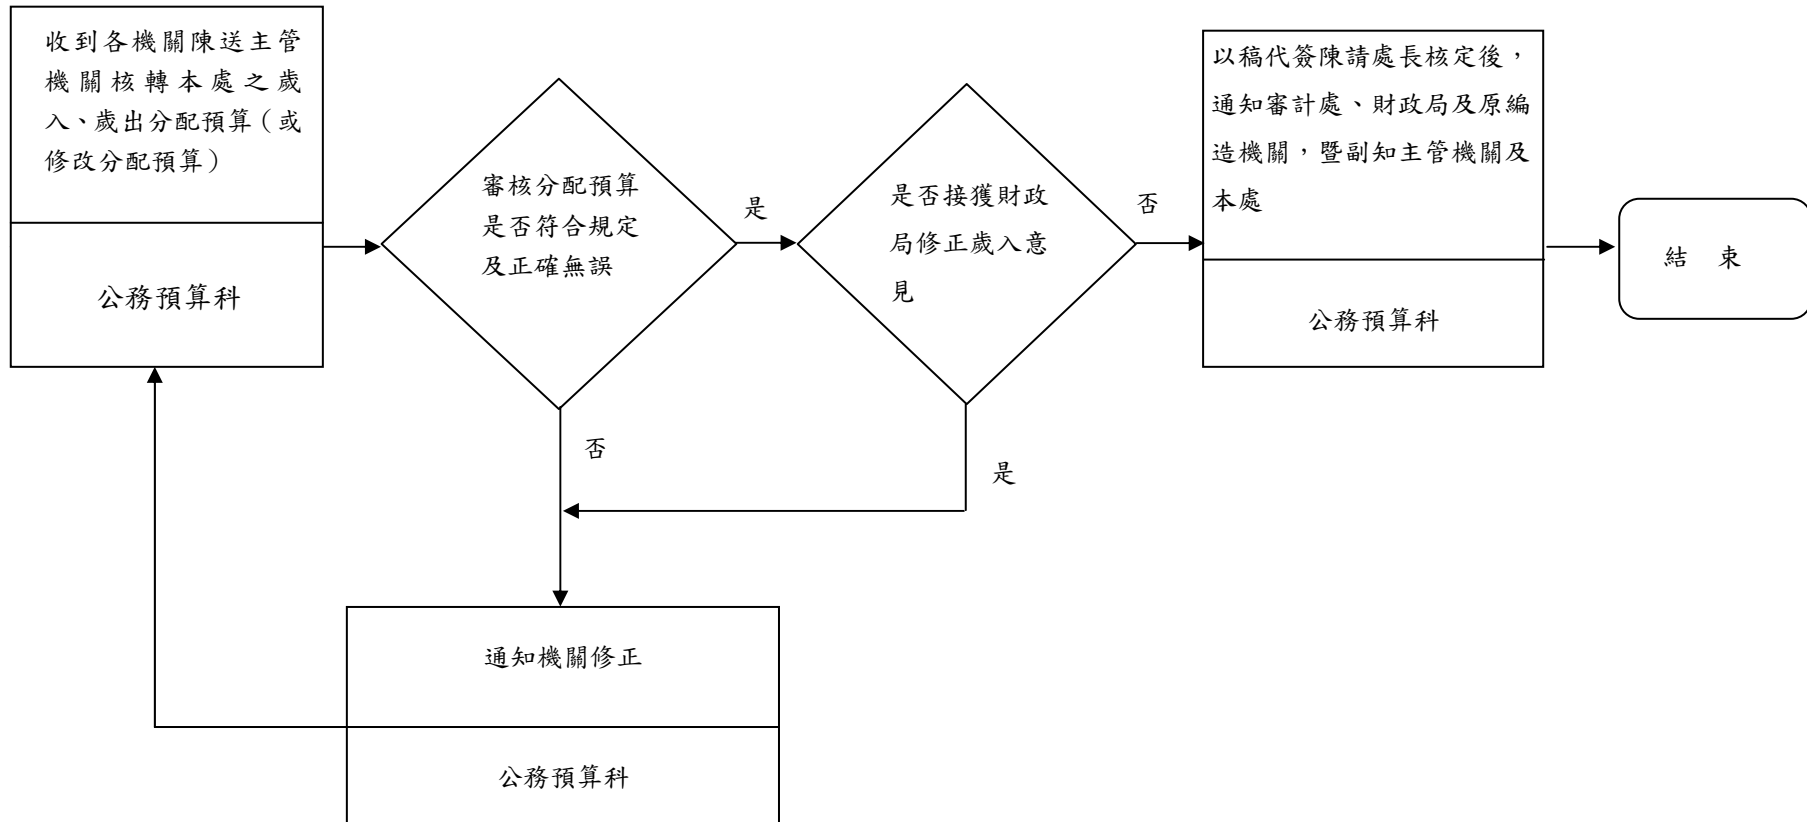 收到各機關陳送主管
機關核轉本處之歲
入、歲出分配預算（或
修改分配預算）
公務預算科
審核分配預算
是否符合規定
及正確無誤
是
否
是否接獲財政
局修正歲入意
見
否
是
以稿代簽陳請處長核定後，
通知審計處、財政局及原編
造機關，暨副知主管機關及
本處
公務預算科
結　束
通知機關修正
公務預算科